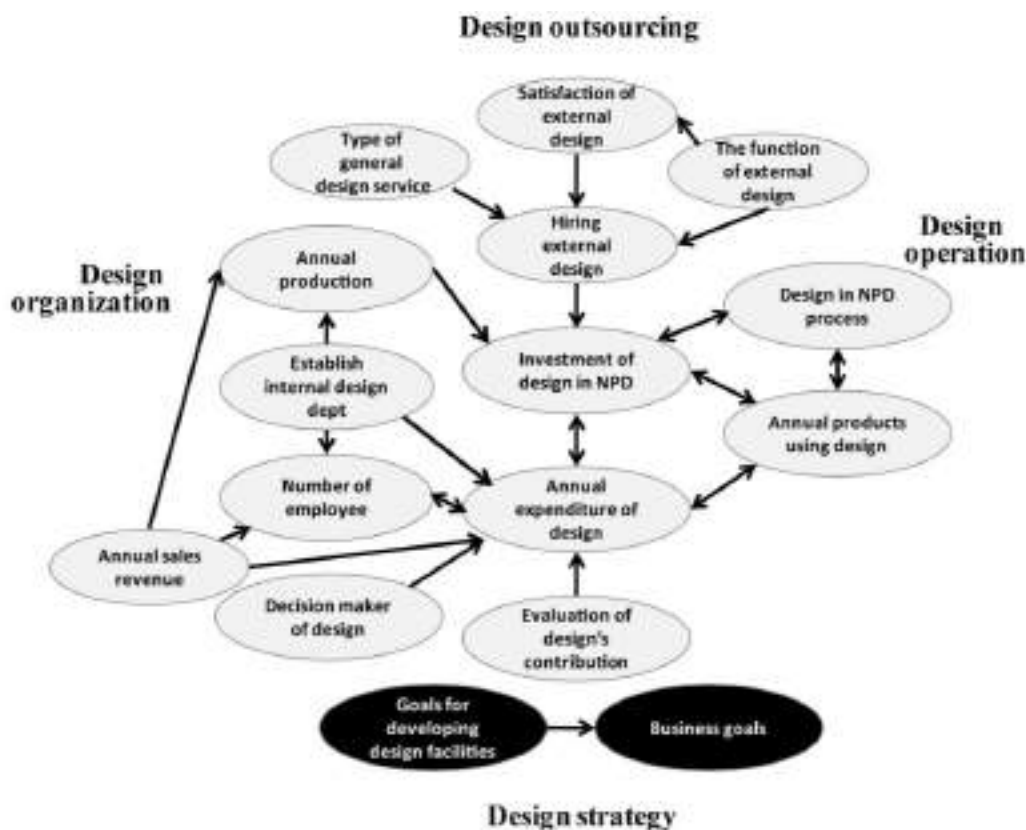 Design outsourcing
Satisfaction of
external
design
Type of
general
design service
The function
of external
design
Hiring
external
design
Design
operation
Design
organization
Annual
production
Design in NPD
process
Establish
internal design
dept
Investment of
design in NPD
Annual products
using design
Number of
employee
Annual
expenditure of
design
Annual sales
revenue
Decision maker
of design
Evaluation of
design's
contribution
Goals for
developing
design facilities
Business goals
Design strategy